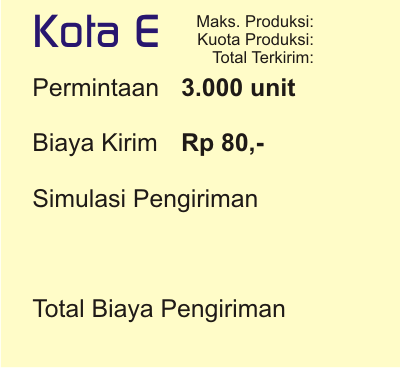 Kota E
Maks. Produksi:
Kuota Produksi:
Total Terkirim:
Permintaan 3.000 unit
Biaya Kirim Rp 80,-
Simulasi Pengiriman
Total Biaya Pengiriman